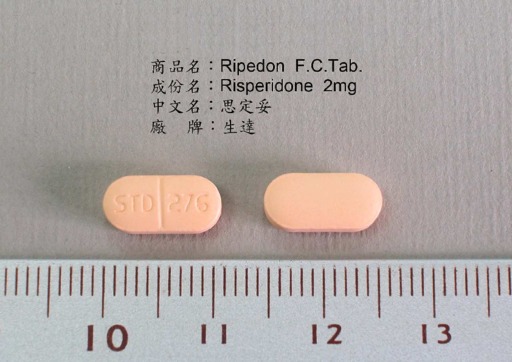 商品名：Ripedon F.C.Tab.
成份名：Risperidone 2mg
中文名：思定妥
廠　牌：生達
STD 276
10 11 12 13